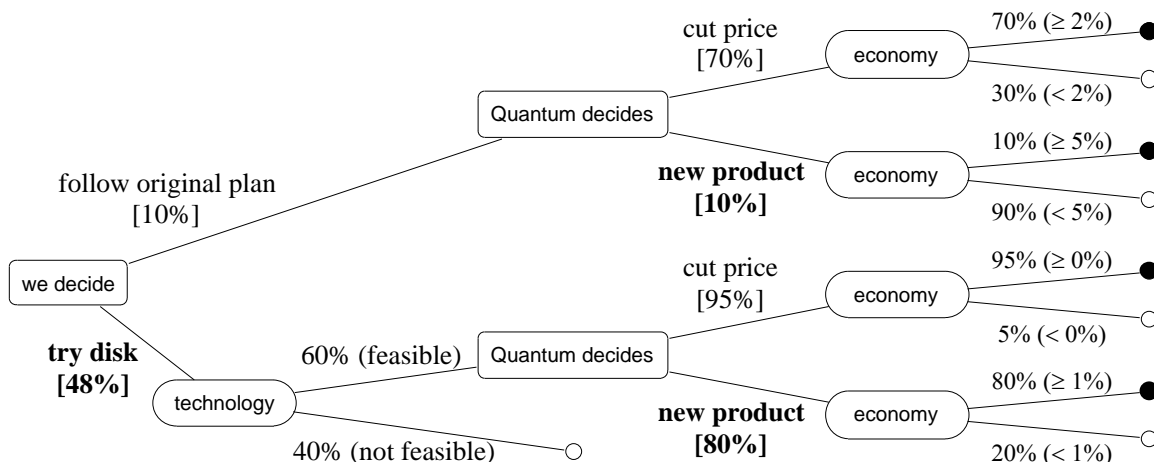 cut price
[70%]
economy
70% (≥ 2%)
30% (< 2%)
Quantum decides
new product
[10%]
economy
10% (≥ 5%)
90% (< 5%)
follow original plan
[10%]
we decide
try disk
[48%]
technology
60% (feasible)
40% (not feasible)
Quantum decides
cut price
[95%]
economy
95% (≥ 0%)
5% (< 0%)
new product
[80%]
economy
80% (≥ 1%)
20% (< 1%)